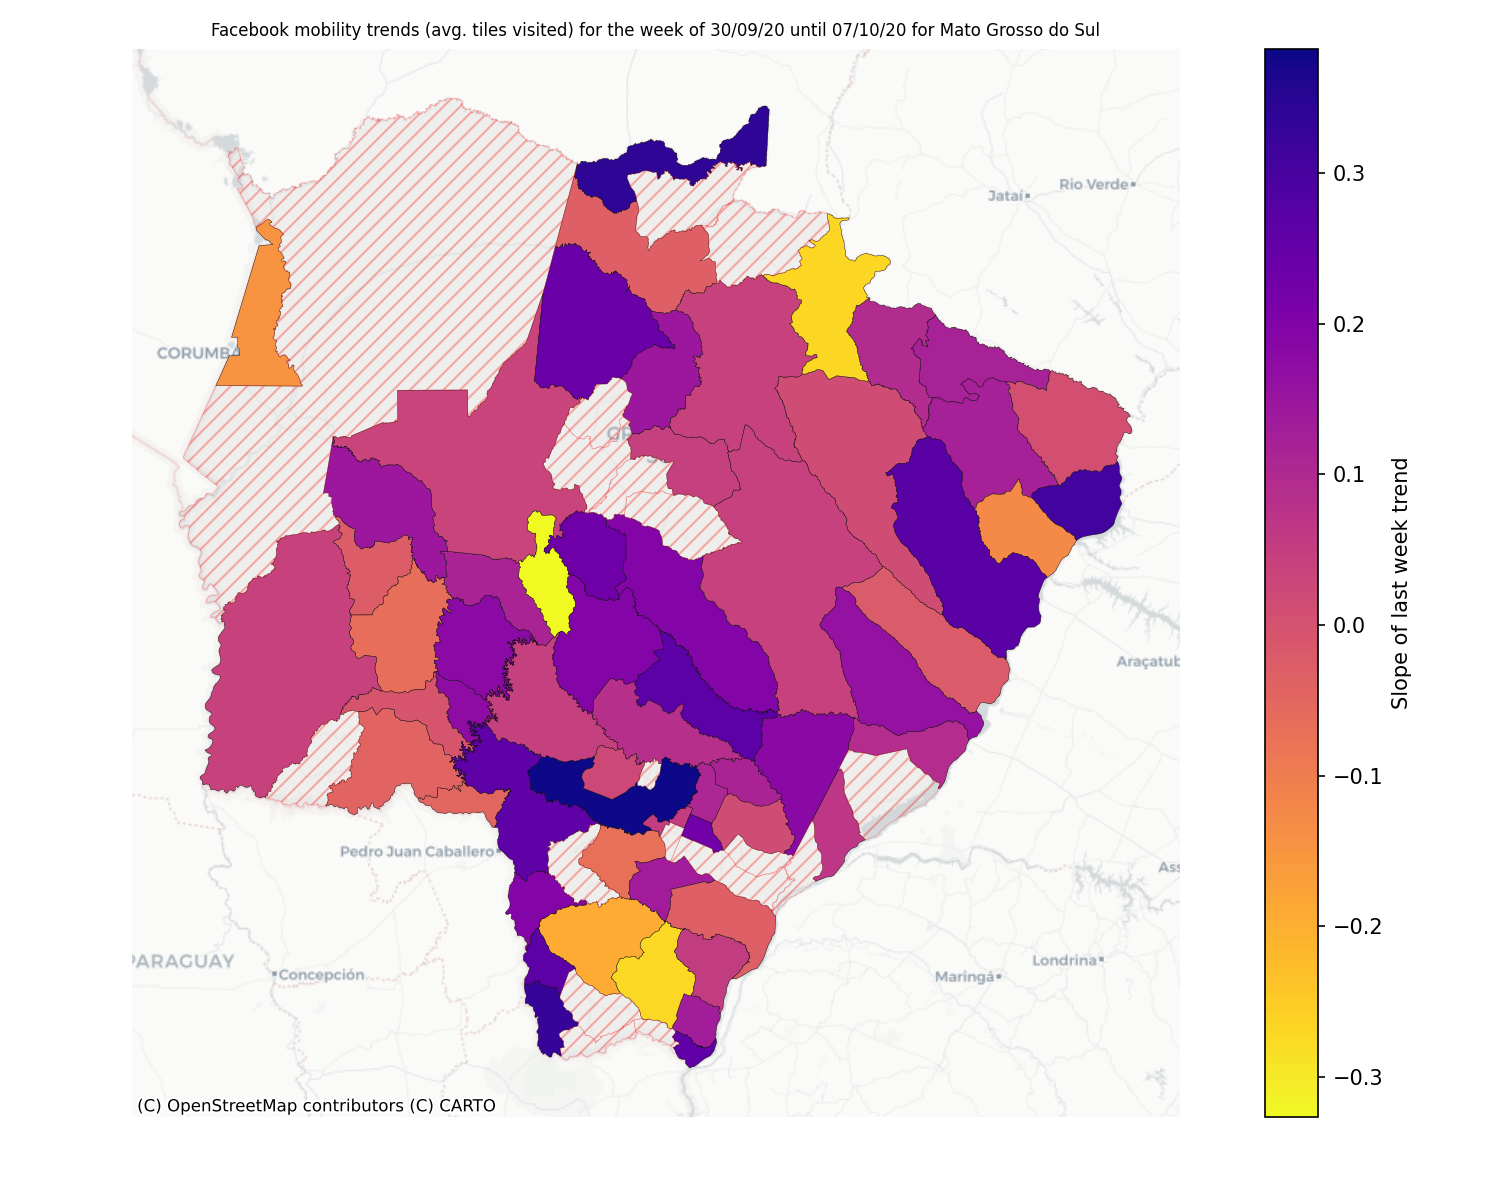 Facebook mobility trends (avg. tiles visited) for the week of 30/09/20 until 07/10/20 for Mato Grosso do Sul
Jataí
Rio Verde
CORUMBÁ
GR
Araçatub
Pedro Juan Caballero
Ass
PARAGUAY
Concepción
Londrina
Maringá
(C) OpenStreetMap contributors (C) CARTO
0.3
0.2
0.1
0.0
−0.1
−0.2
−0.3
Slope of last week trend